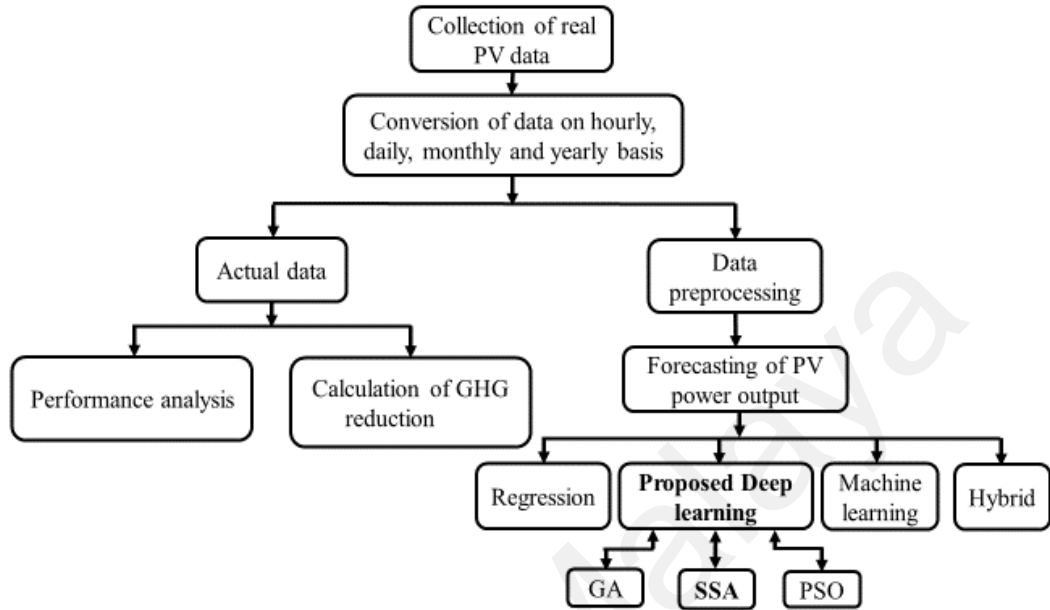 Collection of real
PV data
Conversion of data on hourly,
daily, monthly and yearly basis
Actual data
Data
preprocessing
Performance analysis
Calculation of GHG
reduction
Forecasting of PV
power output
Regression
Proposed Deep
learning
Machine
learning
Hybrid
GA
SSA
PSO
alaya